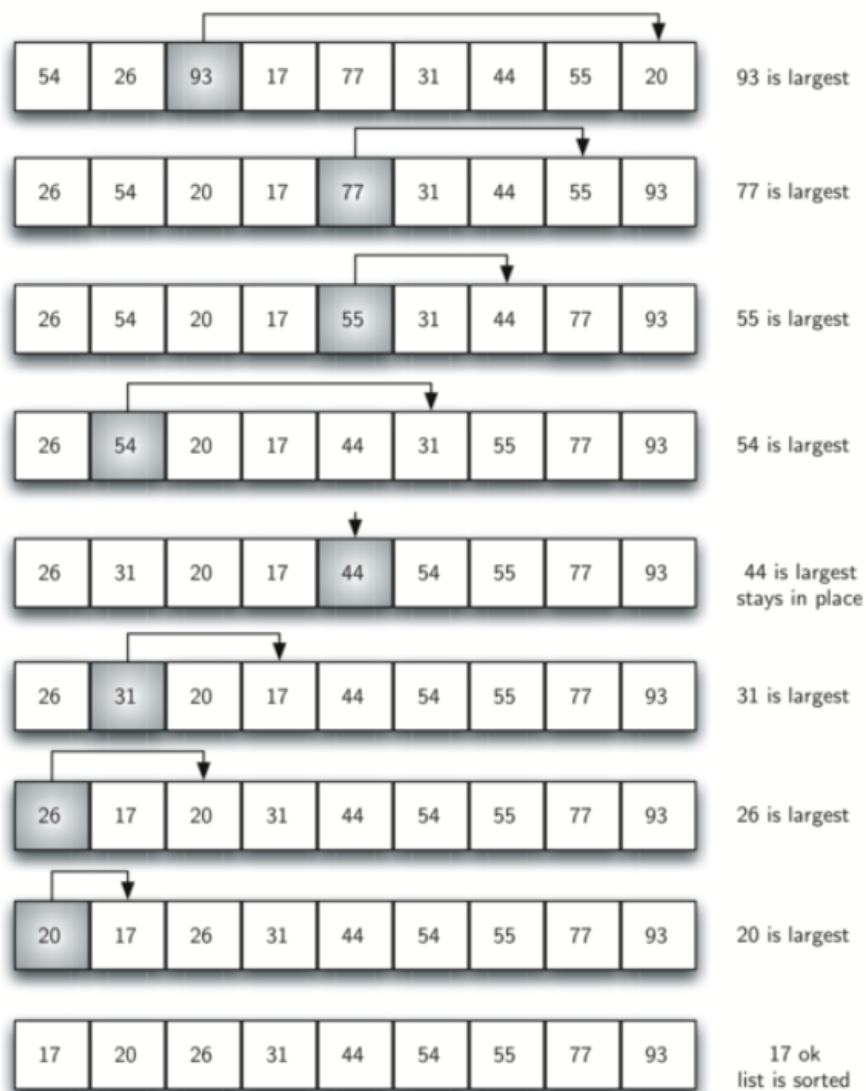 54 26 93 17 77 31 44 55 20 93 is largest
26 54 20 17 77 31 44 55 93 77 is largest
26 54 20 17 55 31 44 77 93 55 is largest
26 54 20 17 44 31 55 77 93 54 is largest
26 31 20 17 44 54 55 77 93 44 is largest
stays in place
26 31 20 17 44 54 55 77 93 31 is largest
26 17 20 31 44 54 55 77 93 26 is largest
20 17 26 31 44 54 55 77 93 20 is largest
17 20 26 31 44 54 55 77 93 17 ok
list is sorted